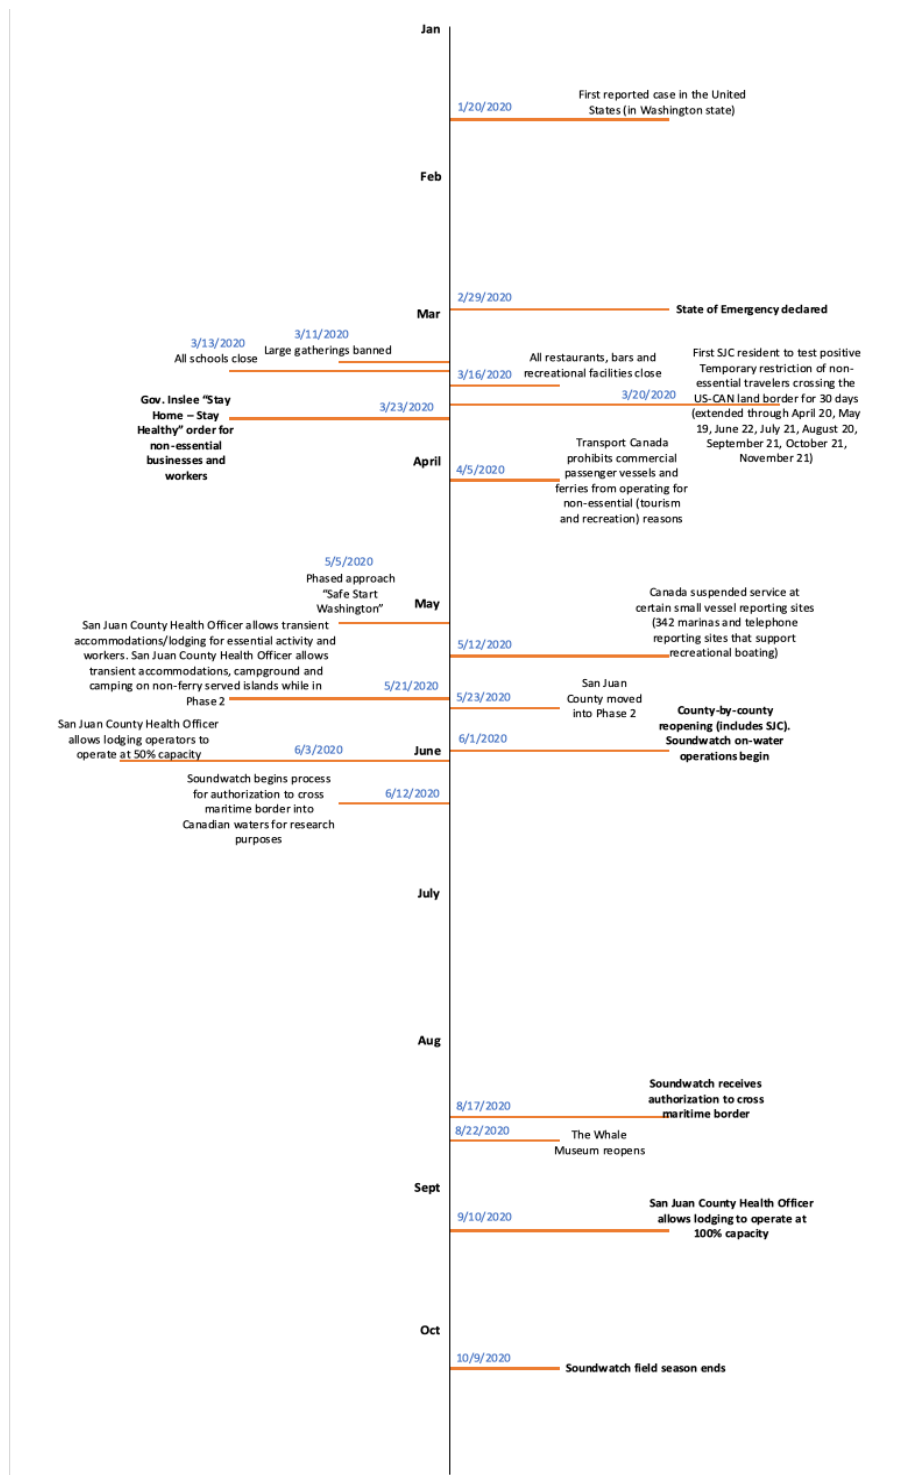 Jan
1/20/2020
First reported case in the United
States (in Washington state)
Feb
2/29/2020
State of Emergency declared
Mar
3/11/2020
Large gatherings banned
3/13/2020
All schools close
3/16/2020
All restaurants, bars and
recreational facilities close
3/20/2020
First SJC resident to test positive
Temporary restriction of non-
essential travelers crossing the
US-CAN land border for 30 days
(extended through April 20, May
19, June 22, July 21, August 20,
September 21, October 21,
November 21)
3/23/2020
Gov. Inslee “Stay
Home – Stay
Healthy” order for
non-essential
businesses and
workers
April
4/5/2020
Transport Canada
prohibits commercial
passenger vessels and
ferries from operating for
non-essential (tourism
and recreation) reasons
5/5/2020
Phased approach
“Safe Start
Washington”
May
5/12/2020
Canada suspended service at
certain small vessel reporting sites
(342 marinas and telephone
reporting sites that support
recreational boating)
San Juan County Health Officer allows transient
accommodations/lodging for essential activity and
workers. San Juan County Health Officer allows
transient accommodations, campground and
camping on non-ferry served islands while in
Phase 2
5/21/2020
5/23/2020
San Juan
County moved
into Phase 2
6/1/2020
County-by-county
reopening (includes SJC).
Soundwatch on-water
operations begin
June
San Juan County Health Officer
allows lodging operators to
operate at 50% capacity
6/3/2020
Soundwatch begins process
for authorization to cross
maritime border into
Canadian waters for research
purposes
6/12/2020
July
Aug
8/17/2020
Soundwatch receives
authorization to cross
maritime border
8/22/2020
The Whale
Museum reopens
Sept
9/10/2020
San Juan County Health Officer
allows lodging to operate at
100% capacity
Oct
10/9/2020
Soundwatch field season ends